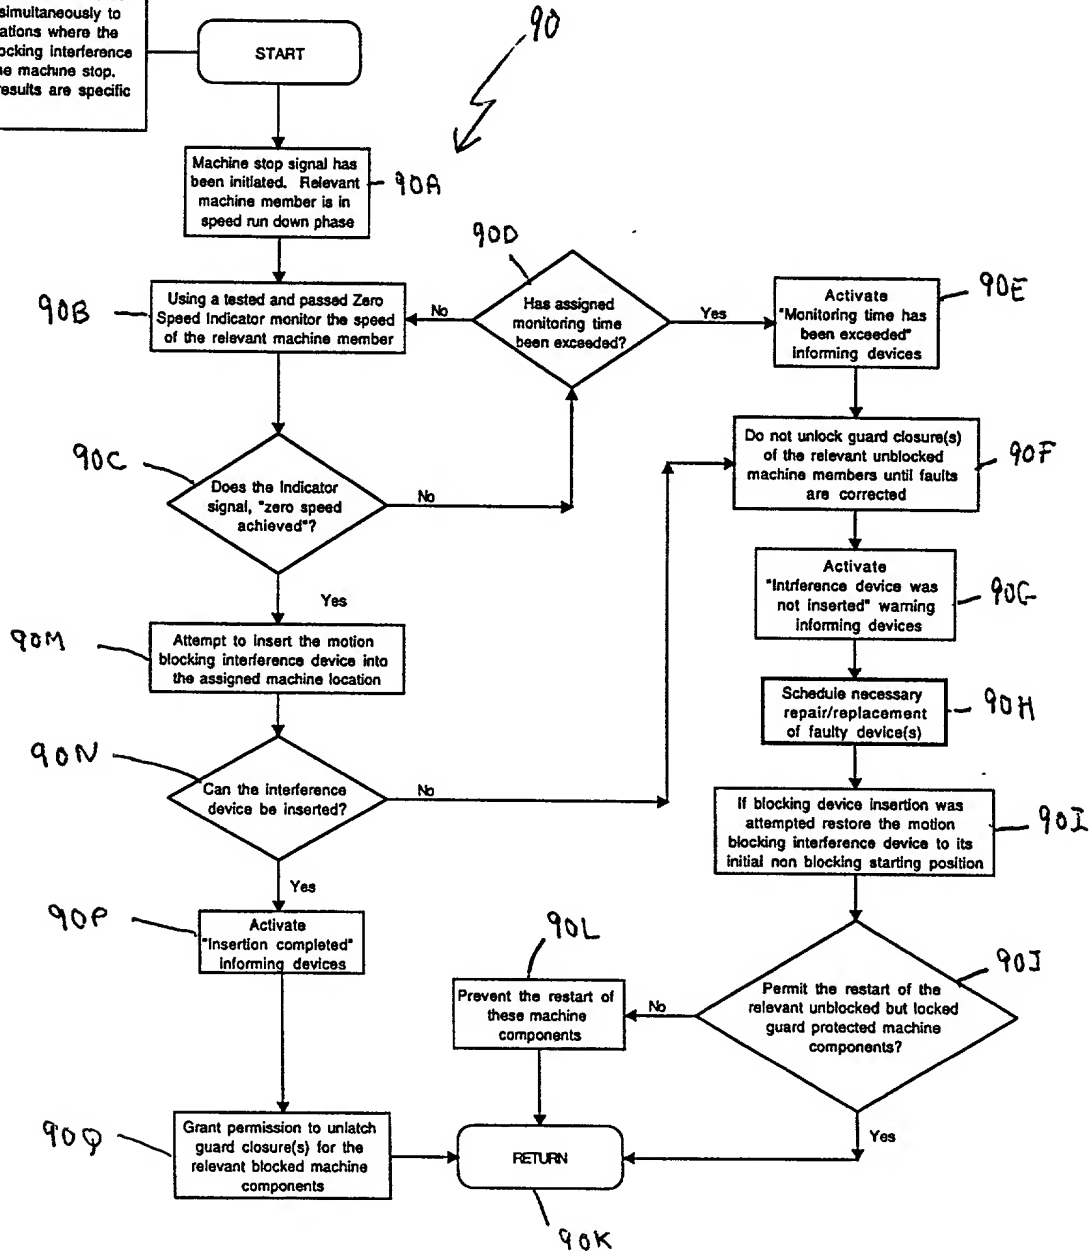 simultaneously to
ations where the
ocking interference
ne machine stop.
results are specific
START
90
Machine stop signal has
been initiated. Relevant
machine member is in
speed run down phase
90A
90D
90B
Using a tested and passed Zero
Speed Indicator monitor the speed
of the relevant machine member
No
Has assigned
monitoring time
been exceeded?
Yes
Activate
"Monitoring time has
been exceeded"
informing devices
90E
90C
Does the Indicator
signal, "zero speed
achieved"?
No
Do not unlock guard closure(s)
of the relevant unblocked
machine members until faults
are corrected
90F
Yes
Activate
"Intrference device was
not inserted" warning
informing devices
90G
90M
Attempt to insert the motion
blocking interference device into
the assigned machine location
Schedule necessary
repair/replacement
of faulty device(s)
90H
90N
Can the interference
device be inserted?
No
If blocking device insertion was
attempted restore the motion
blocking interference device to its
initial non blocking starting position
90I
Yes
90P
Activate
"Insertion completed"
informing devices
90L
Prevent the restart of
these machine
components
No
Permit the restart of the
relevant unblocked but locked
guard protected machine
components?
90J
Yes
90Q
Grant permission to unlatch
guard closure(s) for the
relevant blocked machine
components
RETURN
90K